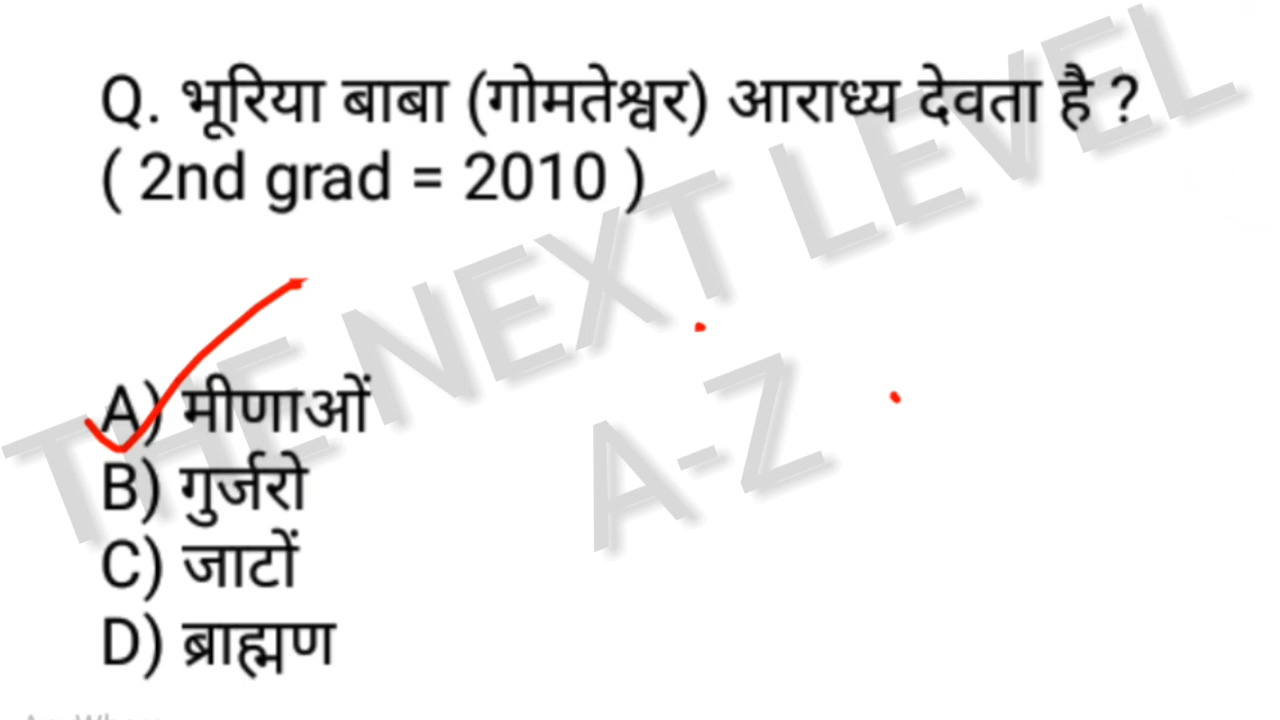 Q. भूरिया बाबा (गोमतेश्वर) आराध्य देवता है ?
( 2nd grad = 2010 )
THE NEXT LEVEL
A-Z
A) मीणाओं
B) गुर्जरो
C) जाटों
D) ब्राह्मण